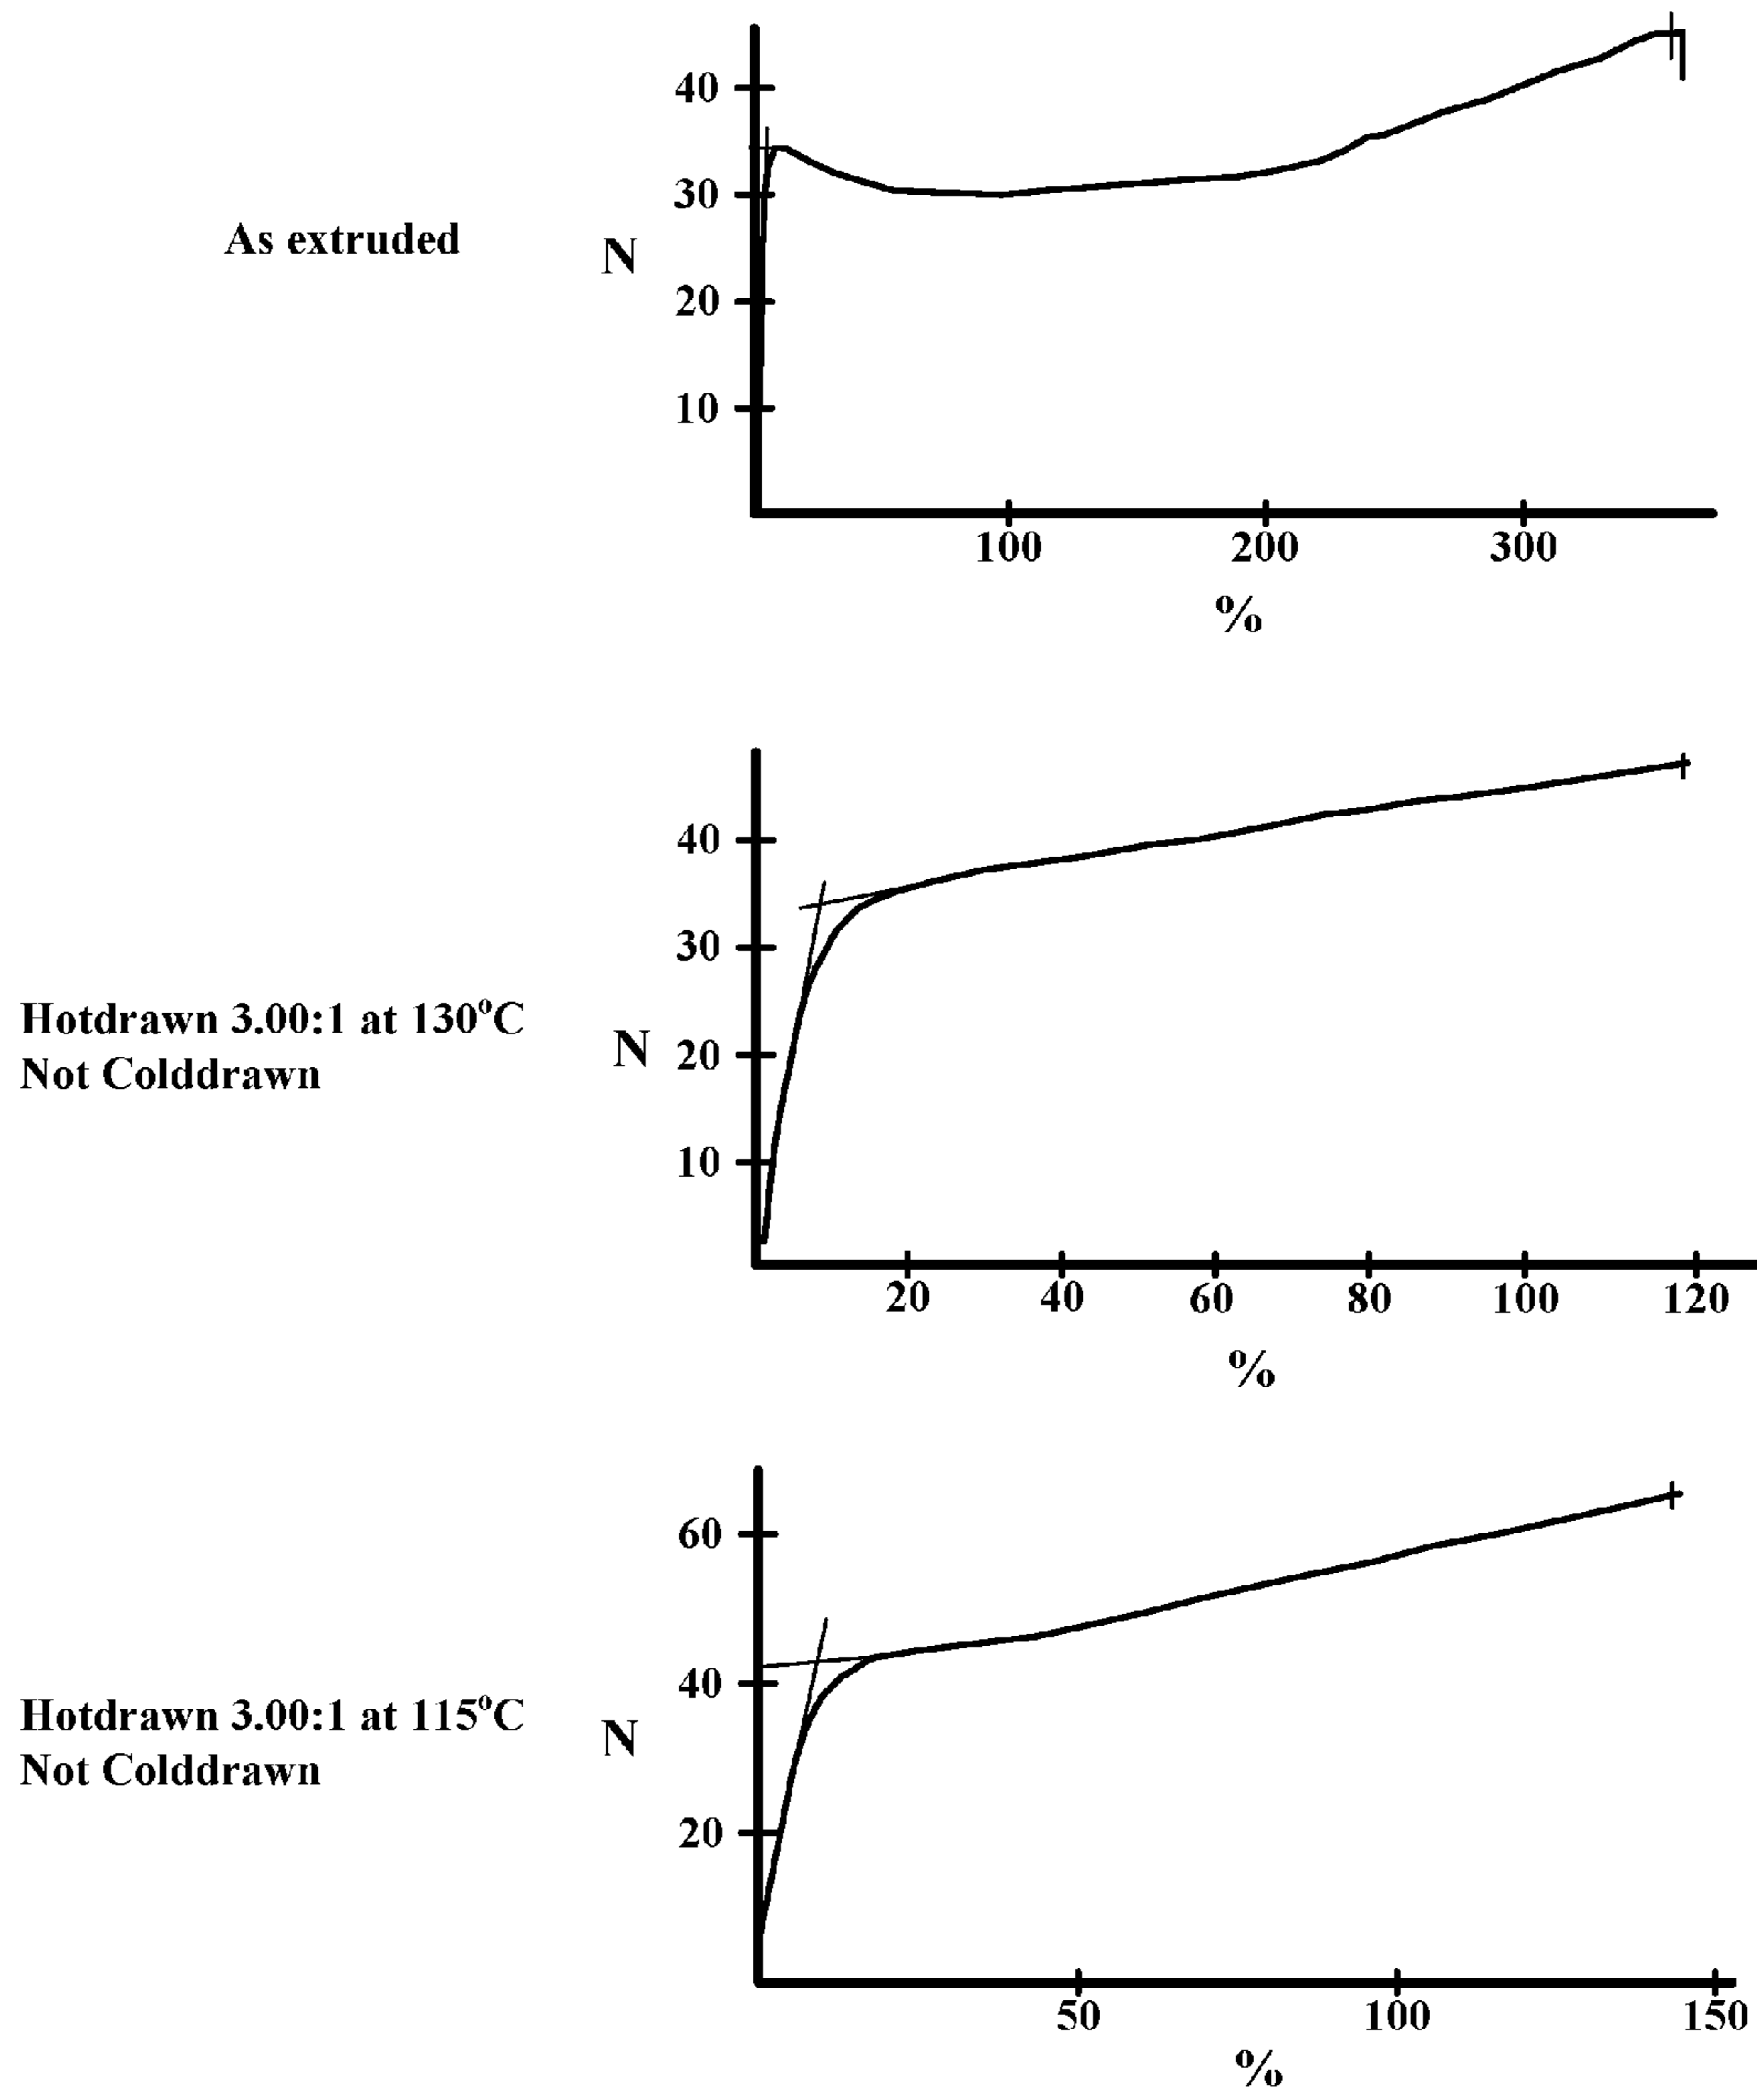 40
30
As extruded
N
20
10
100 200 300
%
40
30
Hotdrawn 3.00:1 at 130⁰C
Not Colddrawn
N
20
10
20 40 60 80 100 120
%
60
40
Hotdrawn 3.00:1 at 115⁰C
Not Colddrawn
N
20
50 100 150
%